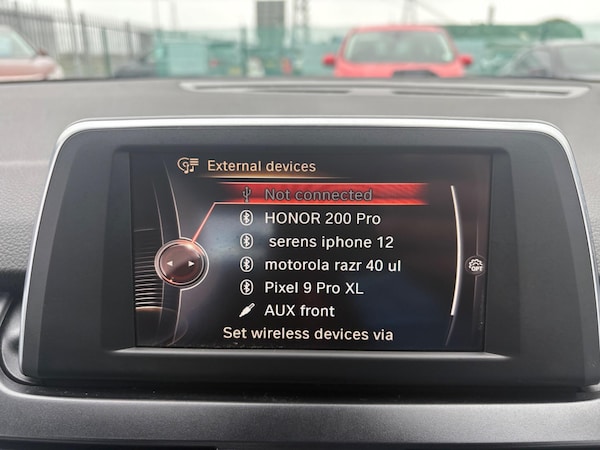 External devices
Not connected
HONOR 200 Pro
serens iphone 12
motorola razr 40 ul
Pixel 9 Pro XL
OPT
AUX front
Set wireless devices via